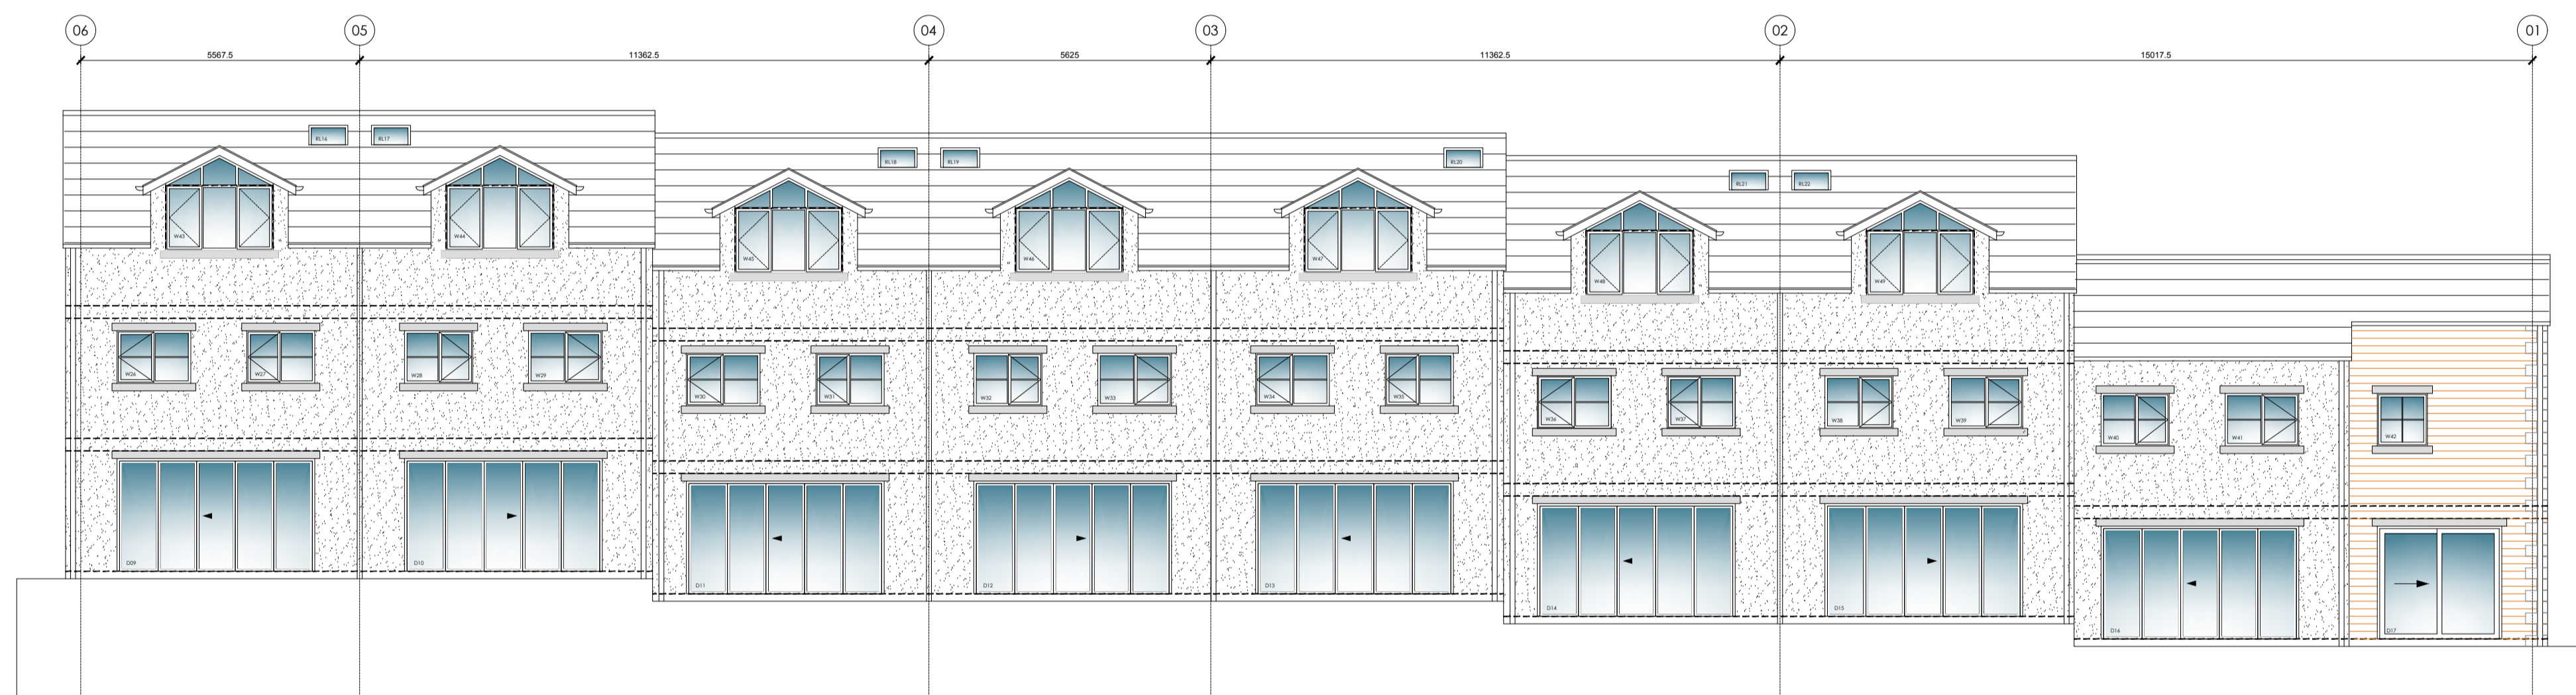 06 05 04 03 02 01
5567.5 11362.5 5625 11362.5 15017.5
RL16 RL17
RL18 RL19 RL20
RL21 RL22
W43 W44
W45 W46 W47
W48 W49
W26 W27 W28 W29
W30 W31 W32 W33 W34 W35
W36 W37 W38 W39
W40 W41 W42
D09 D10
D11 D12 D13
D14 D15
D16 D17